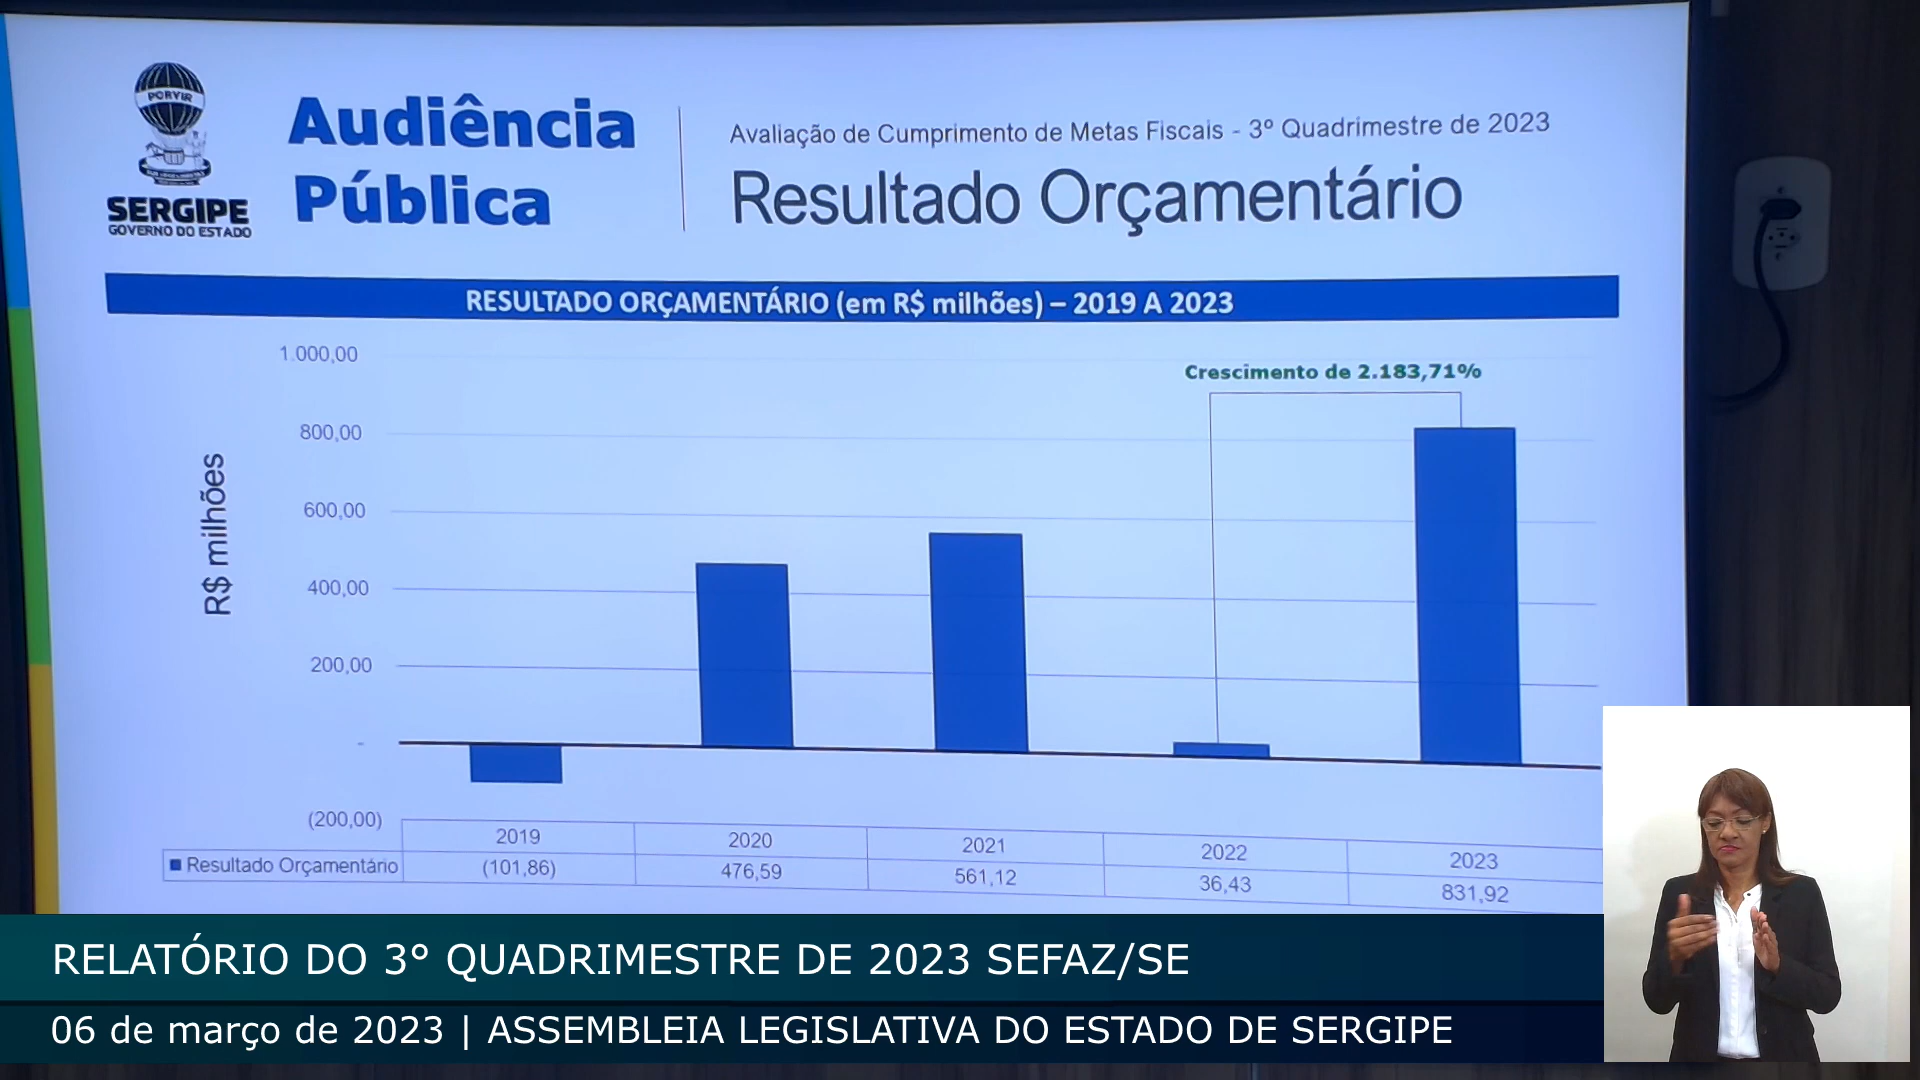 PORVIR
SERGIPE
GOVERNO DO ESTADO
Audiência
Pública
Avaliação de Cumprimento de Metas Fiscais - 3º Quadrimestre de 2023
Resultado Orçamentário
RESULTADO ORÇAMENTÁRIO (em R$ milhões) – 2019 A 2023
R$ milhões
1.000,00
800,00
600,00
400,00
200,00
-
(200,00)
Crescimento de 2.183,71%
2019 2020 2021 2022 2023
Resultado Orçamentário (101,86) 476,59 561,12 36,43 831,92
RELATÓRIO DO 3° QUADRIMESTRE DE 2023 SEFAZ/SE
06 de março de 2023 | ASSEMBLEIA LEGISLATIVA DO ESTADO DE SERGIPE